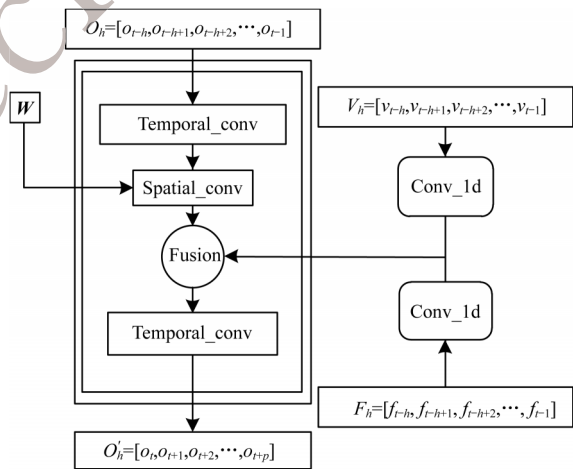 O_h=[o_{t-h},o_{t-h+1},o_{t-h+2},⋯,o_{t-1}]
W
V_h=[v_{t-h},v_{t-h+1},v_{t-h+2},⋯,v_{t-1}]
Temporal_conv
Spatial_conv
Conv_1d
Fusion
Conv_1d
Temporal_conv
F_h=[f_{t-h},f_{t-h+1},f_{t-h+2},⋯,f_{t-1}]
O'_h=[o_t,o_{t+1},o_{t+2},⋯,o_{t+p}]